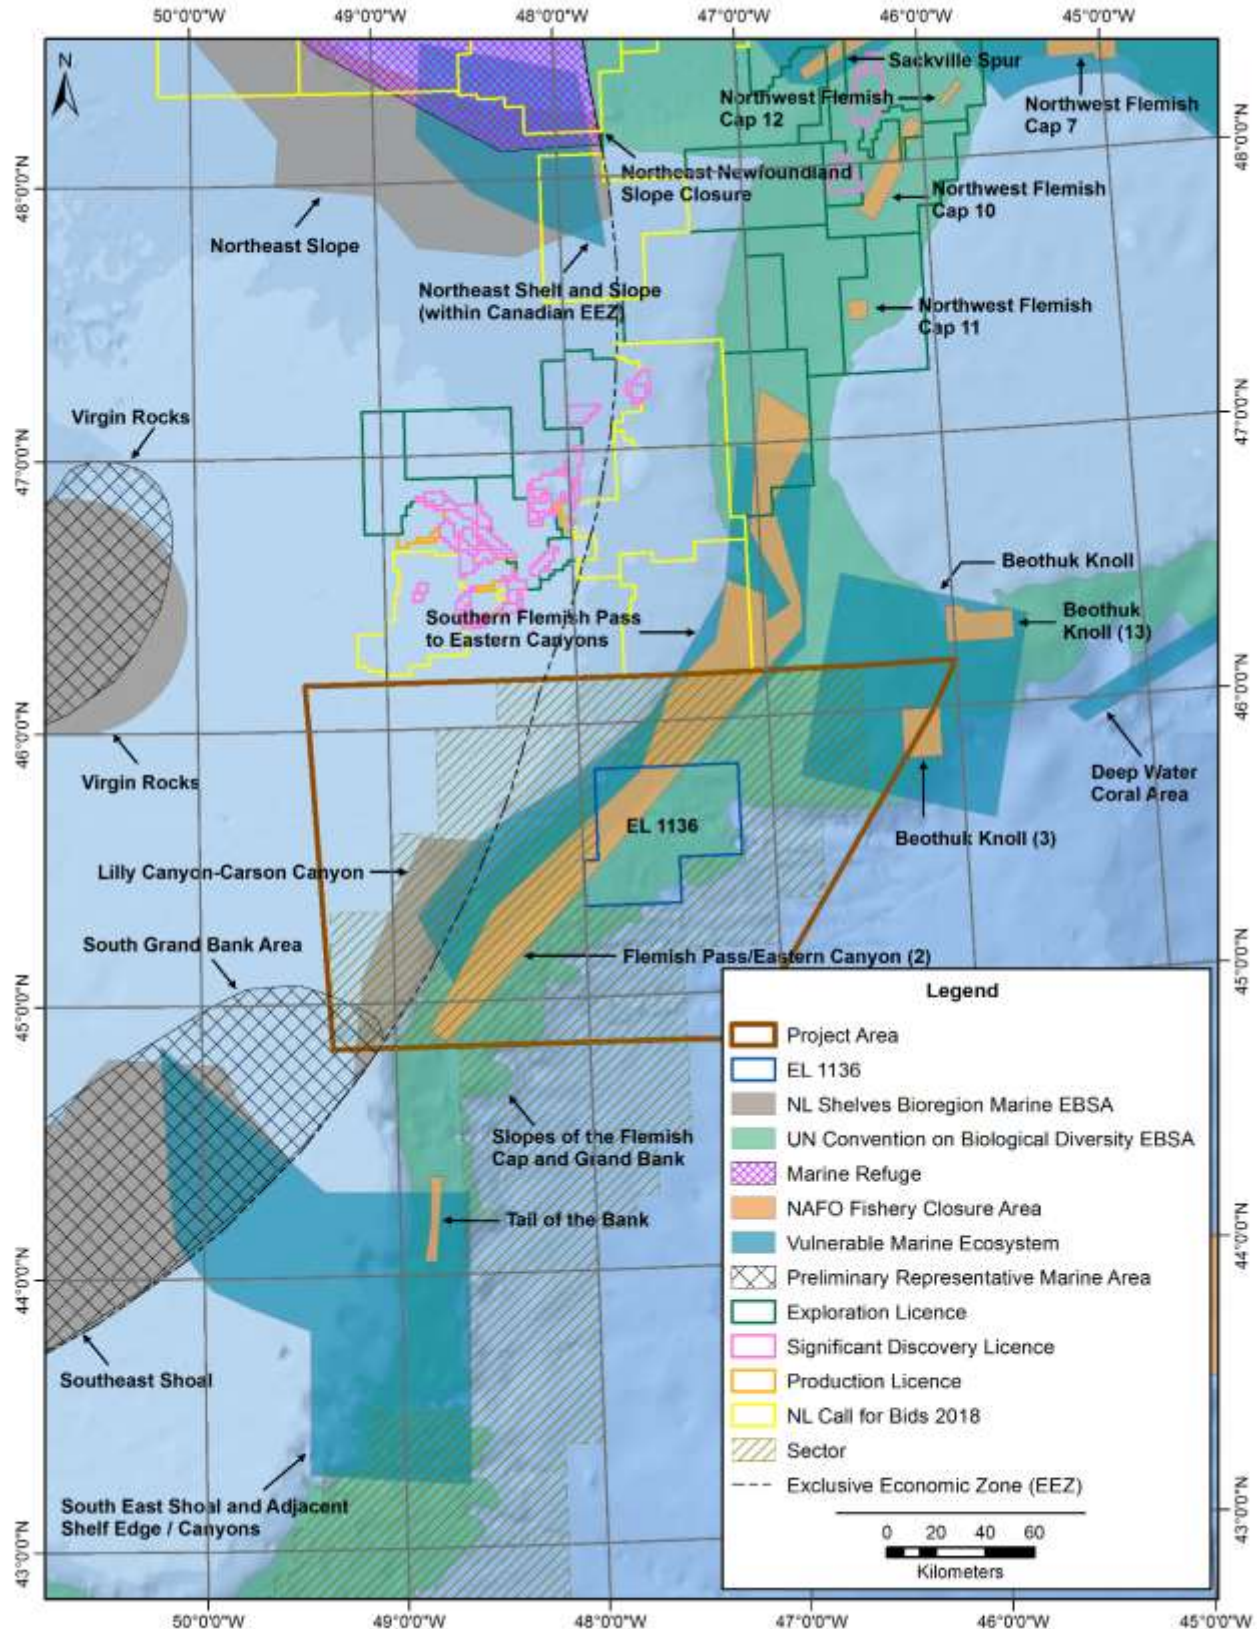 50°0'0"W
49°0'0"W
48°0'0"W
47°0'0"W
46°0'0"W
45°0'0"W
N
Sackville Spur
Northwest Flemish
Cap 12
Northwest Flemish
Cap 7
48°0'0"N
48°0'0"N
Northeast Newfoundland
Slope Closure
Northwest Flemish
Cap 10
Northeast Slope
Northeast Shelf and Slope
(within Canadian EEZ)
Northwest Flemish
Cap 11
Virgin Rocks
47°0'0"N
47°0'0"N
Beothuk Knoll
Southern Flemish Pass
to Eastern Canyons
Beothuk
Knoll (13)
46°0'0"N
46°0'0"N
Virgin Rocks
Deep Water
Coral Area
EL 1136
Beothuk Knoll (3)
Lilly Canyon-Carson Canyon
South Grand Bank Area
Flemish Pass/Eastern Canyon (2)
45°0'0"N
45°0'0"N
Slopes of the Flemish
Cap and Grand Bank
Tail of the Bank
44°0'0"N
44°0'0"N
Southeast Shoal
South East Shoal and Adjacent
Shelf Edge / Canyons
43°0'0"N
43°0'0"N
Legend
Project Area
EL 1136
NL Shelves Bioregion Marine EBSA
UN Convention on Biological Diversity EBSA
Marine Refuge
NAFO Fishery Closure Area
Vulnerable Marine Ecosystem
Preliminary Representative Marine Area
Exploration Licence
Significant Discovery Licence
Production Licence
NL Call for Bids 2018
Sector
Exclusive Economic Zone (EEZ)
0 20 40 60
Kilometers
50°0'0"W
49°0'0"W
48°0'0"W
47°0'0"W
46°0'0"W
45°0'0"W